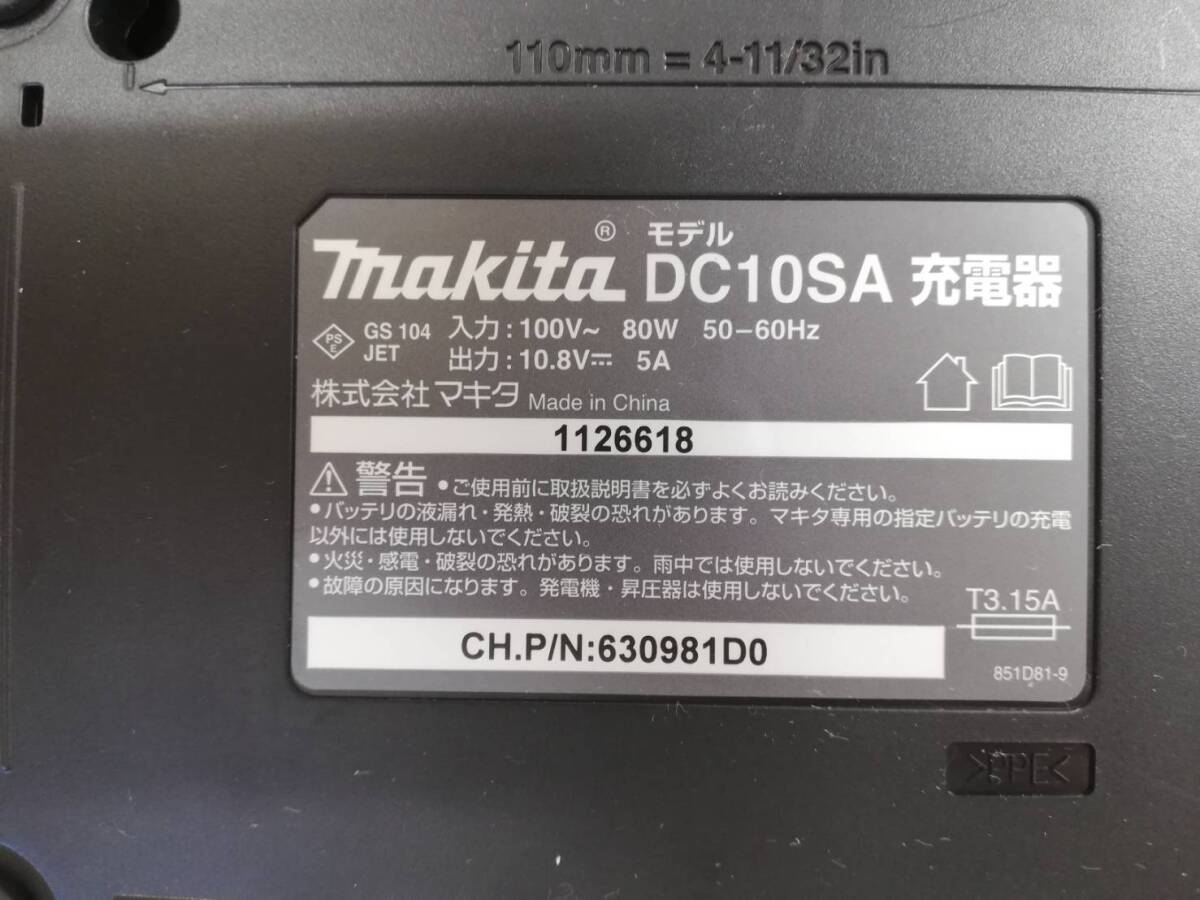 110mm = 4-11/32in
makita® モデル DC10SA 充電器
PS E GS 104 JET
入力:100V~ 80W 50-60Hz
出力:10.8V⎓ 5A
株式会社マキタ Made in China
1126618
⚠警告 •ご使用前に取扱説明書を必ずよくお読みください。
•バッテリの液漏れ・発熱・破裂の恐れがあります。マキタ専用の指定バッテリの充電
以外には使用しないでください。
•火災・感電・破裂の恐れがあります。雨中では使用しないでください。
•故障の原因になります。発電機・昇圧器は使用しないでください。
T3.15A
CH.P/N:630981D0
851D81-9
>PPE<